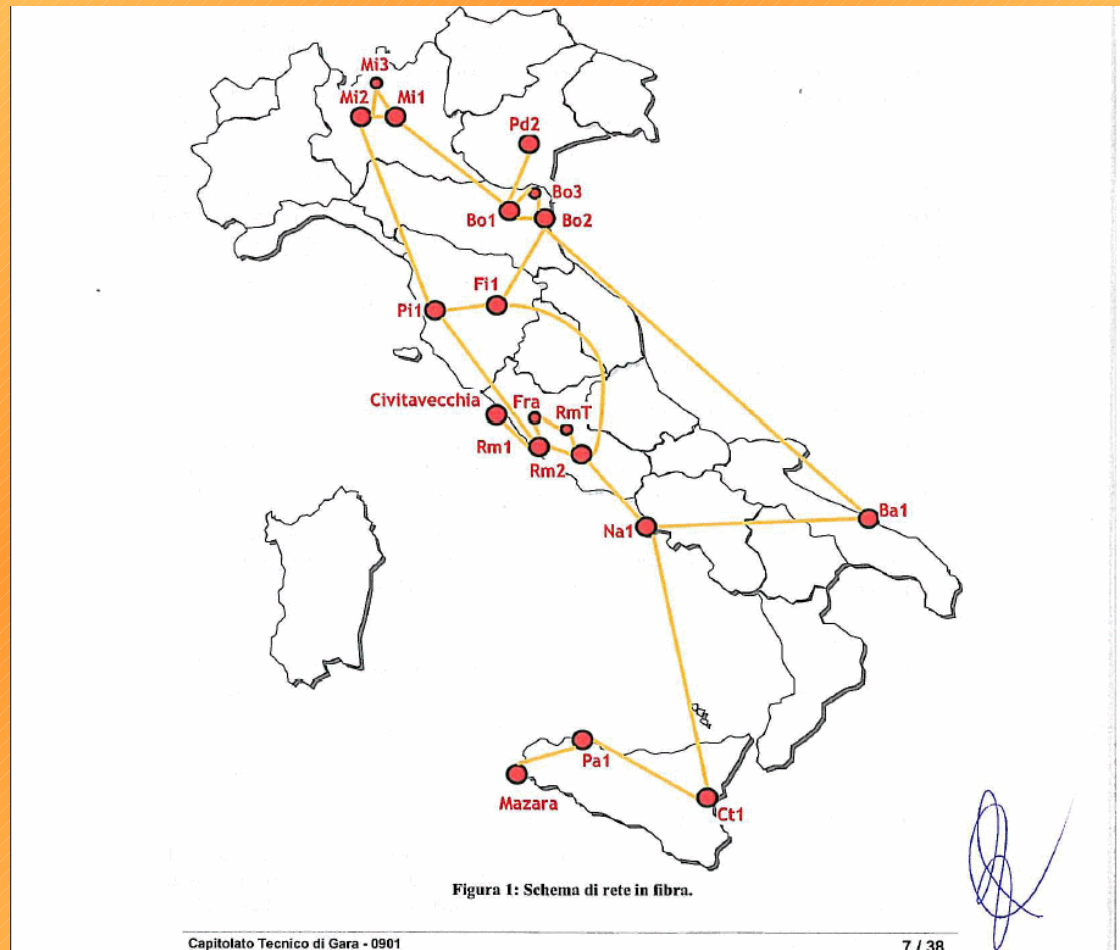 Mi3
Mi2
Mi1
Pd2
Bo3
Bo1
Bo2
Fi1
Pi1
Civitavecchia
Fra
RmT
Rm1
Rm2
Na1
Ba1
Pa1
Mazara
Ct1
Figura 1: Schema di rete in fibra.
Capitolato Tecnico di Gara - 0901
7 / 38